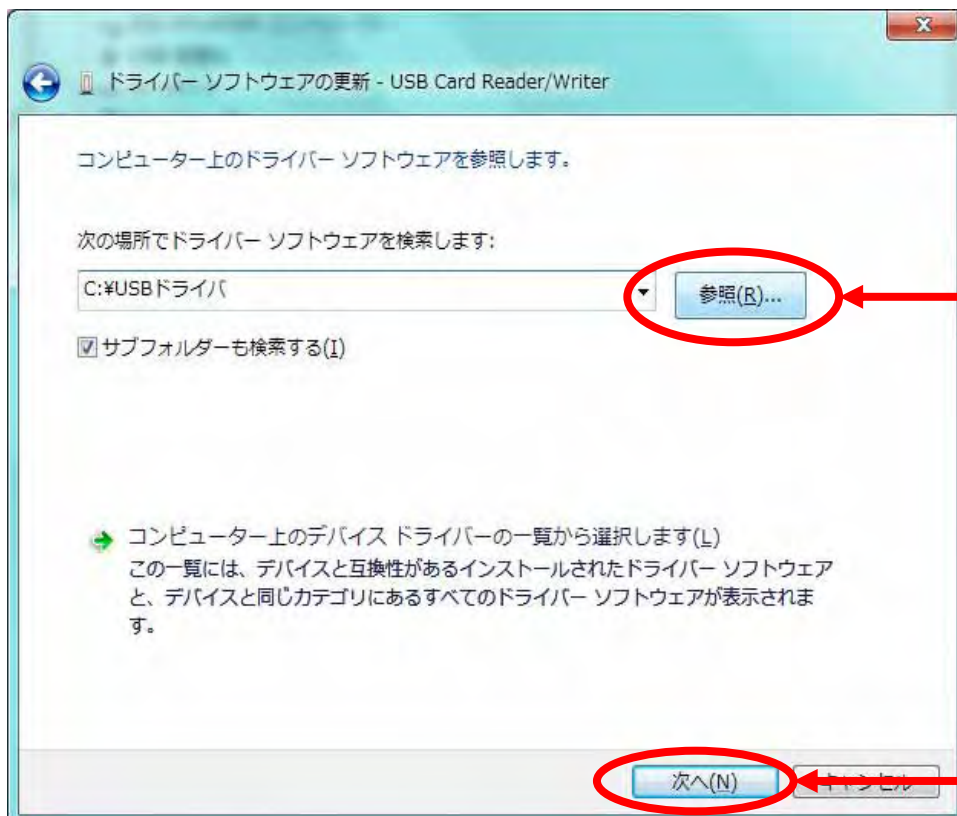 ドライバー ソフトウェアの更新 - USB Card Reader/Writer
コンピューター上のドライバー ソフトウェアを参照します。
次の場所でドライバー ソフトウェアを検索します:
C:¥USBドライバ
参照(R)...
サブフォルダーも検索する(I)
コンピューター上のデバイス ドライバーの一覧から選択します(L)
この一覧には、デバイスと互換性があるインストールされたドライバー ソフトウェア
と、デバイスと同じカテゴリにあるすべてのドライバー ソフトウェアが表示されま
す。
次へ(N)
キャンセル